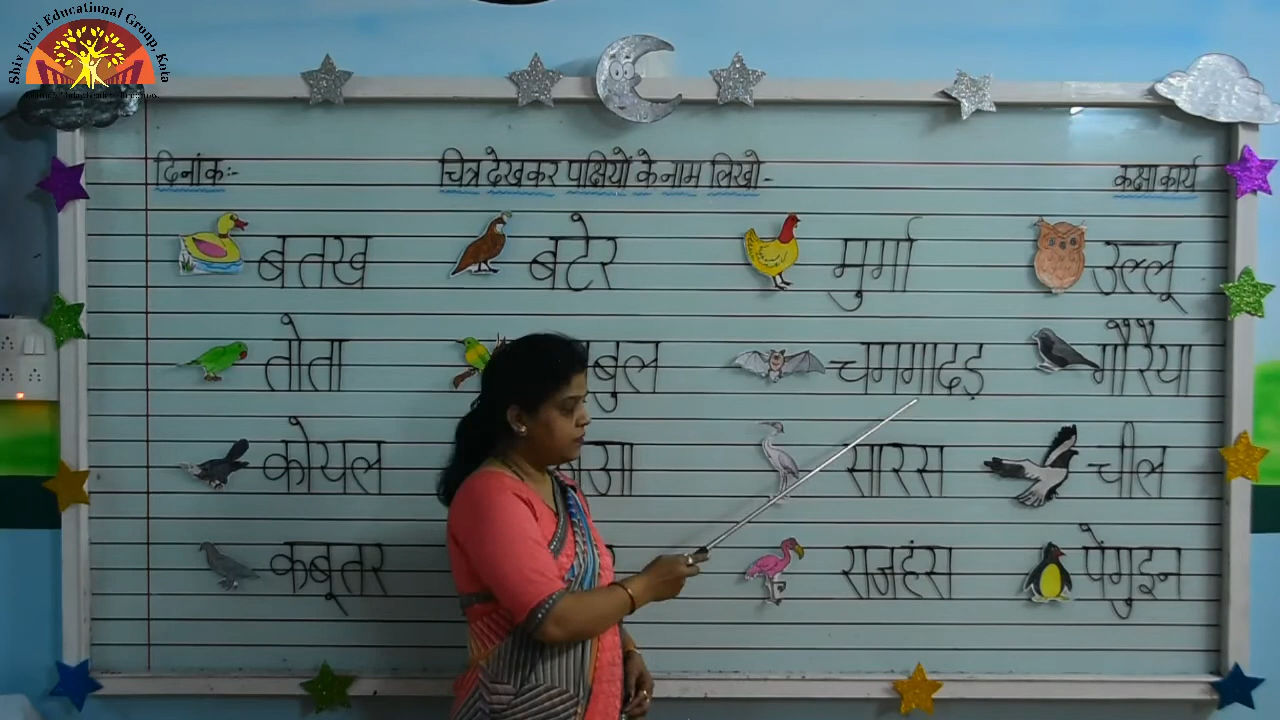 Shiv Jyoti Educational Group, Kota
दिनांक:- चित्र देखकर पक्षियों के नाम लिखो- कक्षा कार्य
बतख बटेर मुर्गा उल्लू
तोता चमगादड़ गौरैया
कोयल सारस चील
कबूतर राजहंस पेंगुइन